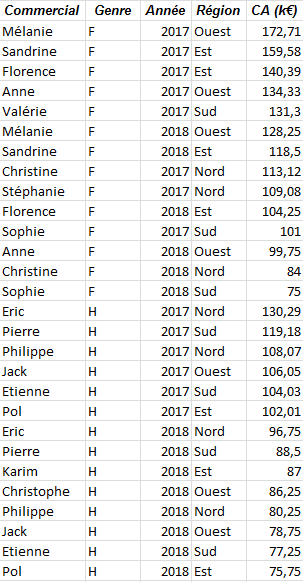 Commercial Genre Année Région CA (k€)
Mélanie F 2017 Ouest 172,71
Sandrine F 2017 Est 159,58
Florence F 2017 Est 140,39
Anne F 2017 Ouest 134,33
Valérie F 2017 Sud 131,3
Mélanie F 2018 Ouest 128,25
Sandrine F 2018 Est 118,5
Christine F 2017 Nord 113,12
Stéphanie F 2017 Nord 109,08
Florence F 2018 Est 104,25
Sophie F 2017 Sud 101
Anne F 2018 Ouest 99,75
Christine F 2018 Nord 84
Sophie F 2018 Sud 75
Eric H 2017 Nord 130,29
Pierre H 2017 Sud 119,18
Philippe H 2017 Nord 108,07
Jack H 2017 Ouest 106,05
Etienne H 2017 Sud 104,03
Pol H 2017 Est 102,01
Eric H 2018 Nord 96,75
Pierre H 2018 Sud 88,5
Karim H 2018 Est 87
Christophe H 2018 Ouest 86,25
Philippe H 2018 Nord 80,25
Jack H 2018 Ouest 78,75
Etienne H 2018 Sud 77,25
Pol H 2018 Est 75,75